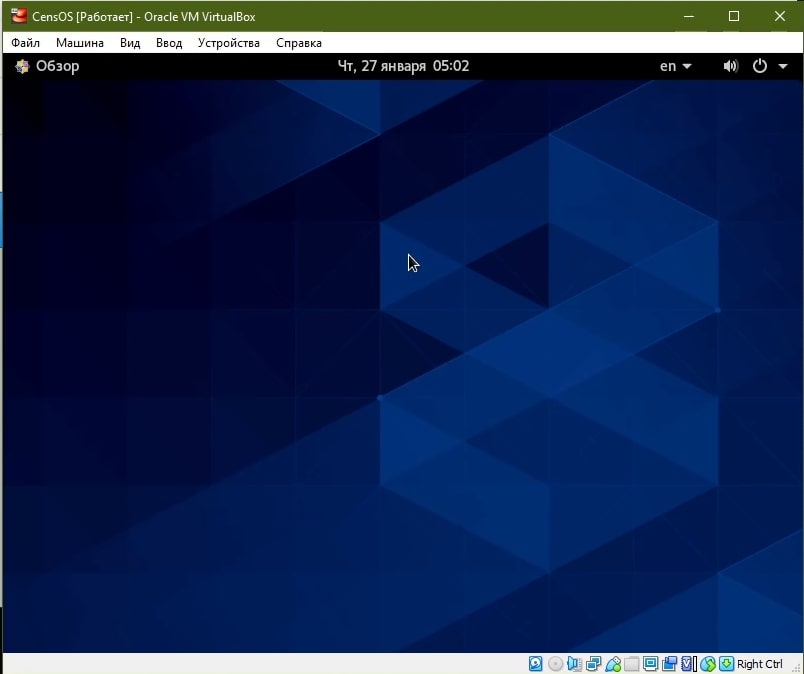 CensOS [Работает] - Oracle VM VirtualBox
Файл Машина Вид Ввод Устройства Справка
Обзор Чт, 27 января 05:02 en
Right Ctrl